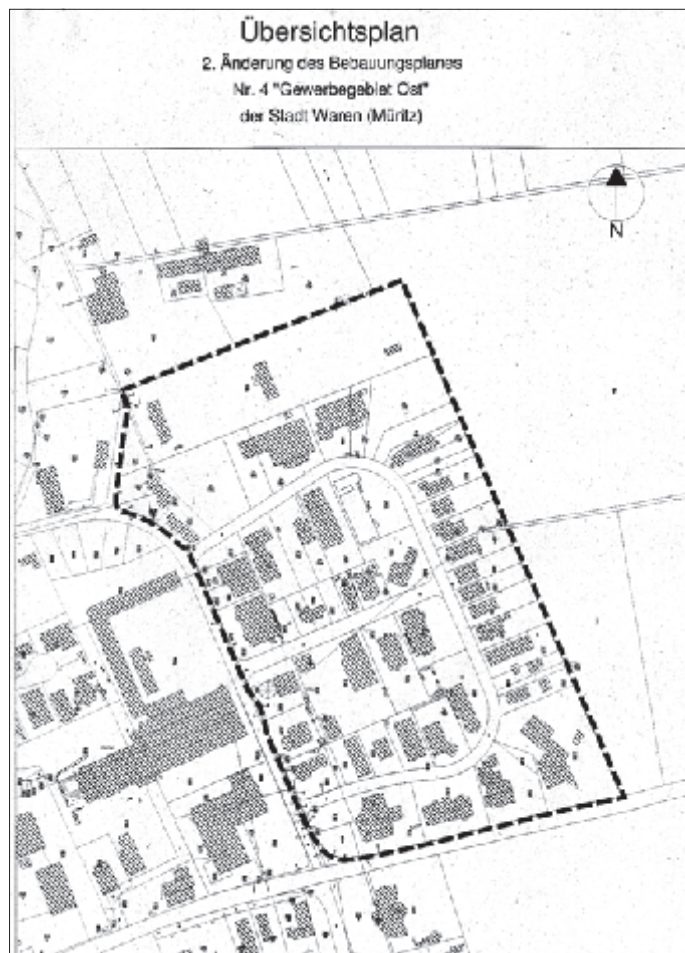 Übersichtsplan
2. Änderung des Bebauungsplanes
Nr. 4 "Gewerbegebiet Ost"
der Stadt Waren (Müritz)
N